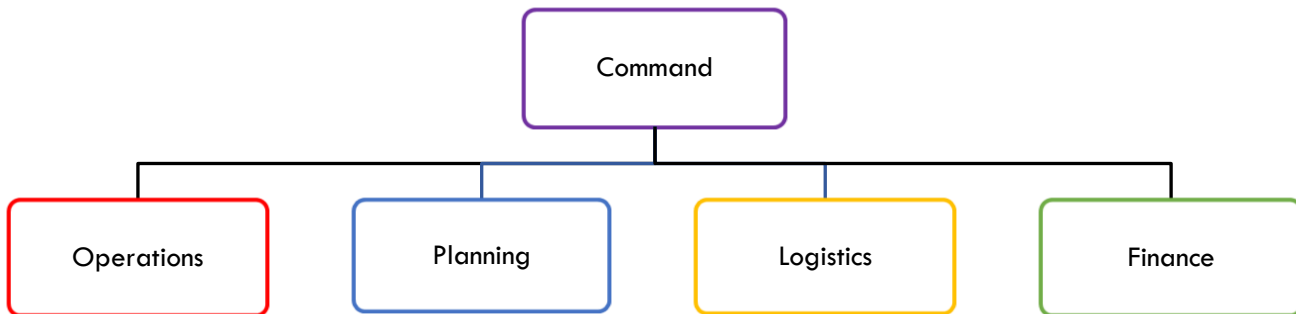 Command
Operations
Planning
Logistics
Finance